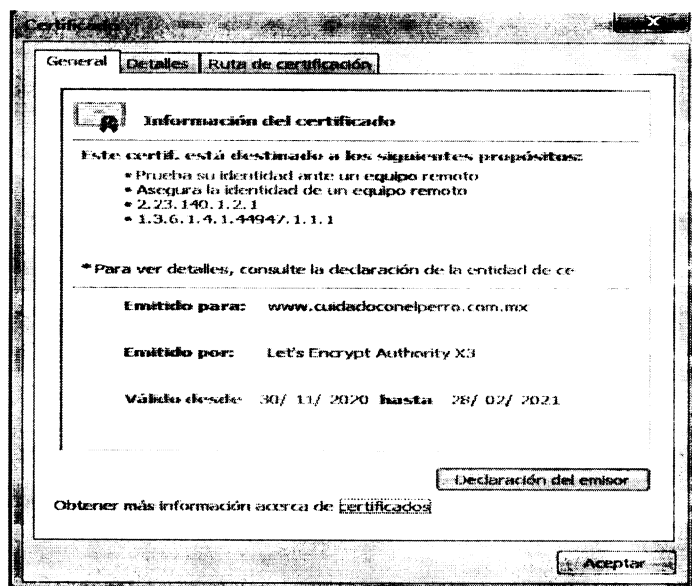 Certificado
General Detalles Ruta de certificación
Información del certificado
Este certif. está destinado a los siguientes propósitos:
• Prueba su identidad ante un equipo remoto
• Asegura la identidad de un equipo remoto
• 2.23.140.1.2.1
• 1.3.6.1.4.1.44947.1.1.1
* Para ver detalles, consulte la declaración de la entidad de ce
Emitido para: www.cuidadoconelperro.com.mx
Emitido por: Let's Encrypt Authority X3
Válido desde 30/ 11/ 2020 hasta 28/ 02/ 2021
Declaración del emisor
Obtener más información acerca de certificados
Aceptar